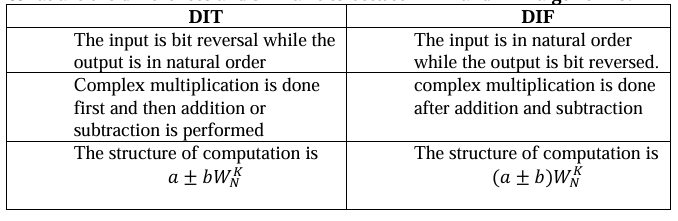 DIT DIF
The input is bit reversal while the
output is in natural order
The input is in natural order
while the output is bit reversed.
Complex multiplication is done
first and then addition or
subtraction is performed
complex multiplication is done
after addition and subtraction
The structure of computation is
a ± bW_N^K
The structure of computation is
(a ± b)W_N^K